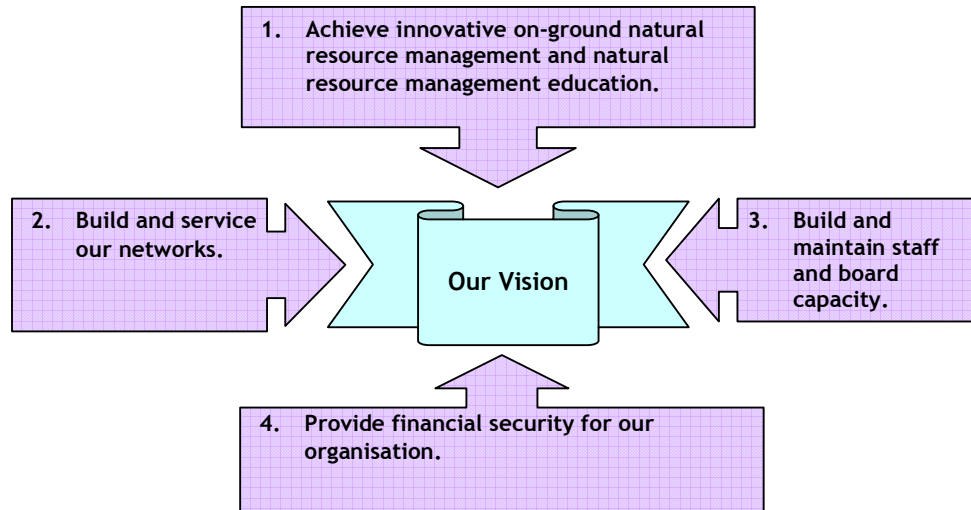 1. Achieve innovative on-ground natural
resource management and natural
resource management education.
2. Build and service
our networks.
Our Vision
3. Build and
maintain staff
and board
capacity.
4. Provide financial security for our
organisation.